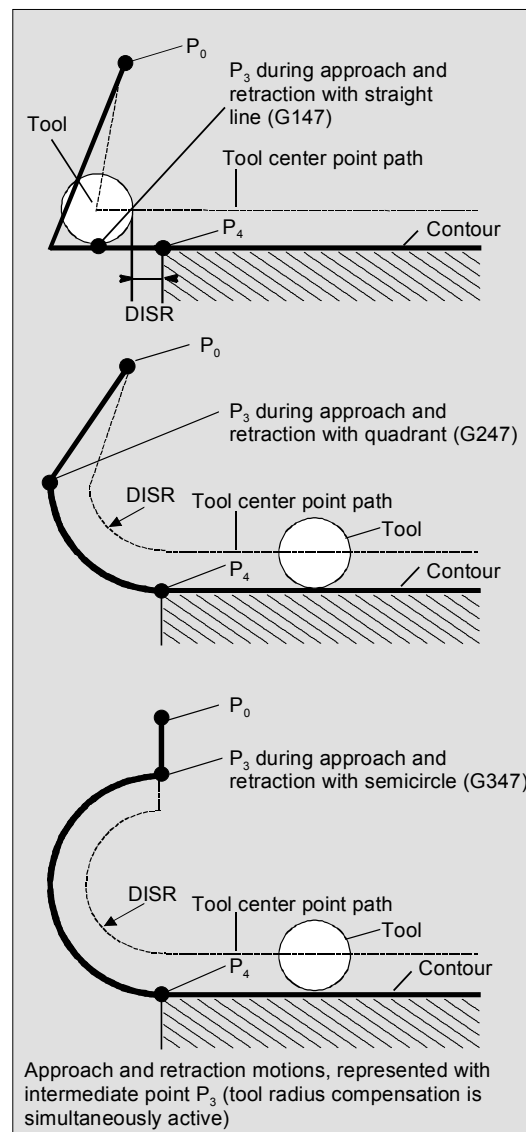 P0
P3 during approach and
retraction with straight
line (G147)
Tool
Tool center point path
P4
Contour
DISR
P0
P3 during approach and
retraction with quadrant (G247)
DISR
Tool center point path
Tool
P4
Contour
P0
P3 during approach and
retraction with semicircle (G347)
DISR
Tool center point path
Tool
P4
Contour
Approach and retraction motions, represented with
intermediate point P3 (tool radius compensation is
simultaneously active)